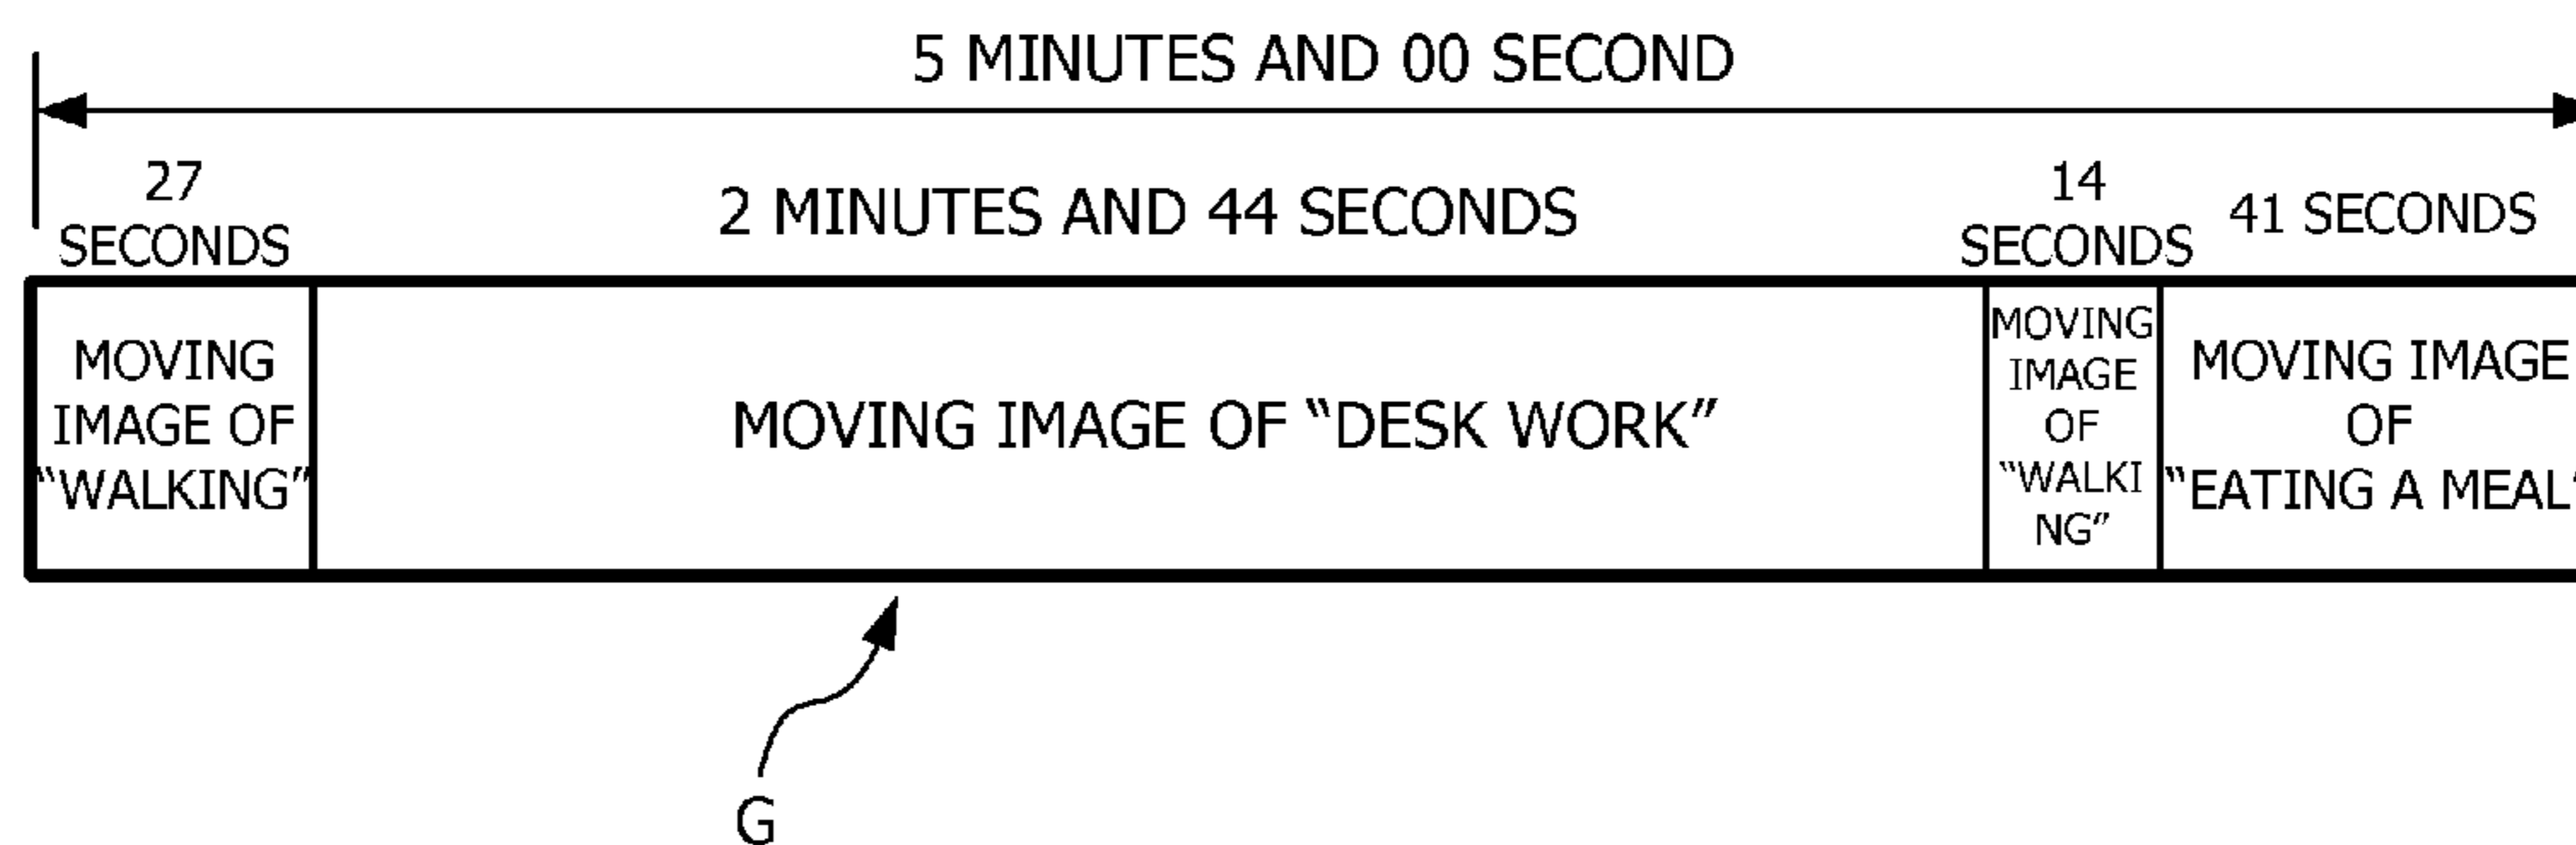 5 MINUTES AND 00 SECOND
27
SECONDS
2 MINUTES AND 44 SECONDS
14
SECONDS
41 SECONDS
MOVING
IMAGE OF
“WALKING”
MOVING IMAGE OF “DESK WORK”
MOVING
IMAGE
OF
“WALKI
NG”
MOVING IMAGE
OF
“EATING A MEAL”
G